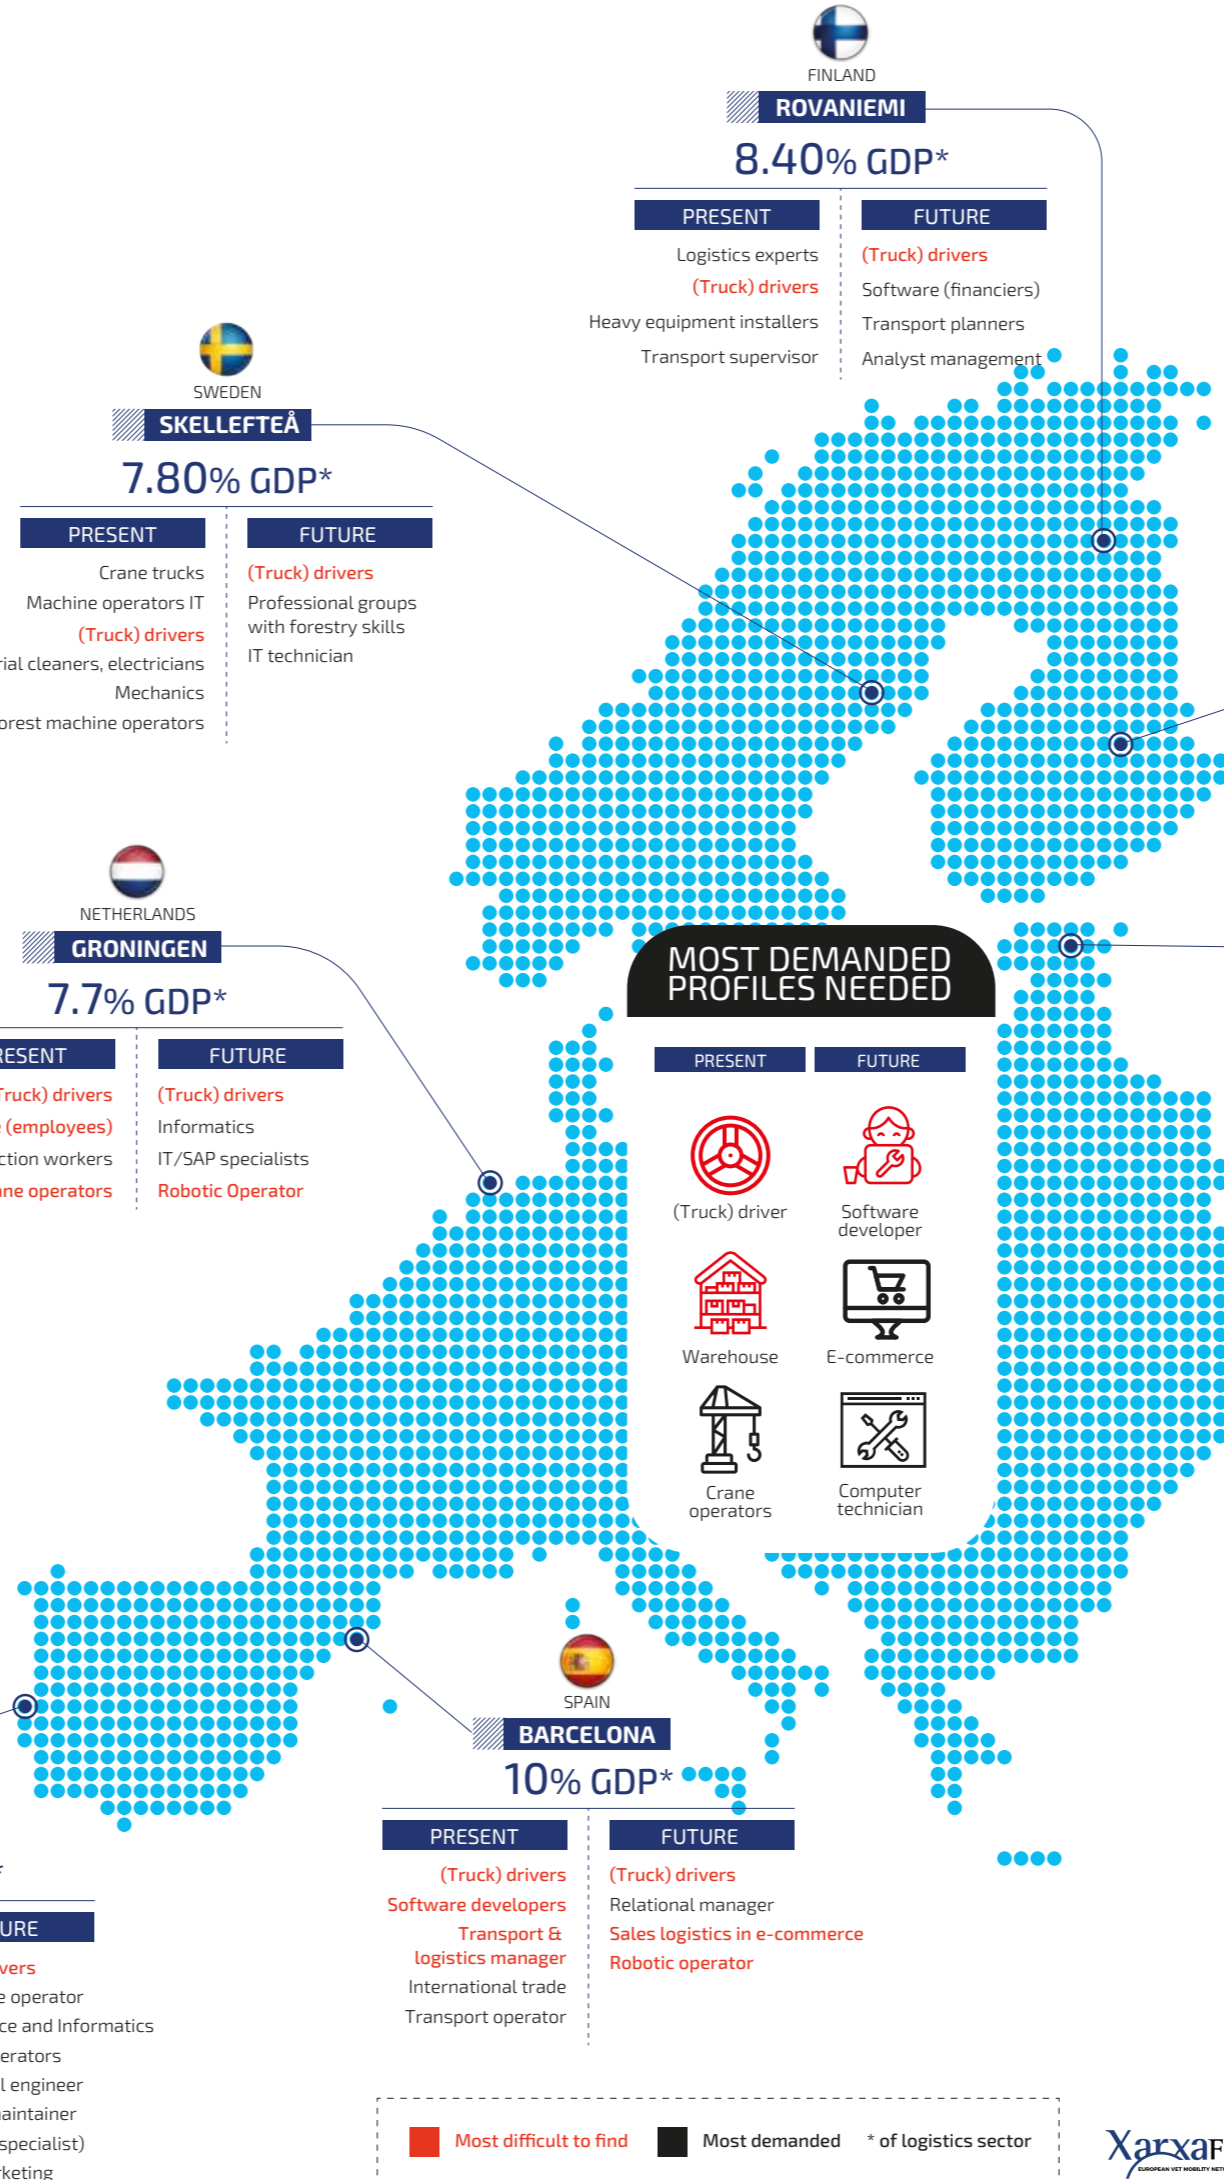 FINLAND
ROVANIEMI
8.40% GDP*
PRESENT
FUTURE
Logistics experts
(Truck) drivers
Heavy equipment installers
Transport supervisor
(Truck) drivers
Software (financiers)
Transport planners
Analyst management
SWEDEN
SKELLEFTEÅ
7.80% GDP*
PRESENT
FUTURE
Crane trucks
Machine operators IT
(Truck) drivers
cleaners, electricians
Mechanics
machine operators
(Truck) drivers
Professional groups
with forestry skills
IT technician
NETHERLANDS
GRONINGEN
7.7% GDP*
FUTURE
drivers
(employees)
workers
operators
(Truck) drivers
Informatics
IT/SAP specialists
Robotic Operator
MOST DEMANDED
PROFILES NEEDED
PRESENT
FUTURE
(Truck) driver
Software
developer
Warehouse
E-commerce
Crane
operators
Computer
technician
SPAIN
BARCELONA
10% GDP*
PRESENT
FUTURE
(Truck) drivers
Software developers
Transport &
logistics manager
International trade
Transport operator
(Truck) drivers
Relational manager
Sales logistics in e-commerce
Robotic operator
operator
and Informatics
engineer
specialist)
Most difficult to find
Most demanded
* of logistics sector
EUROPEAN VET MOBILITY